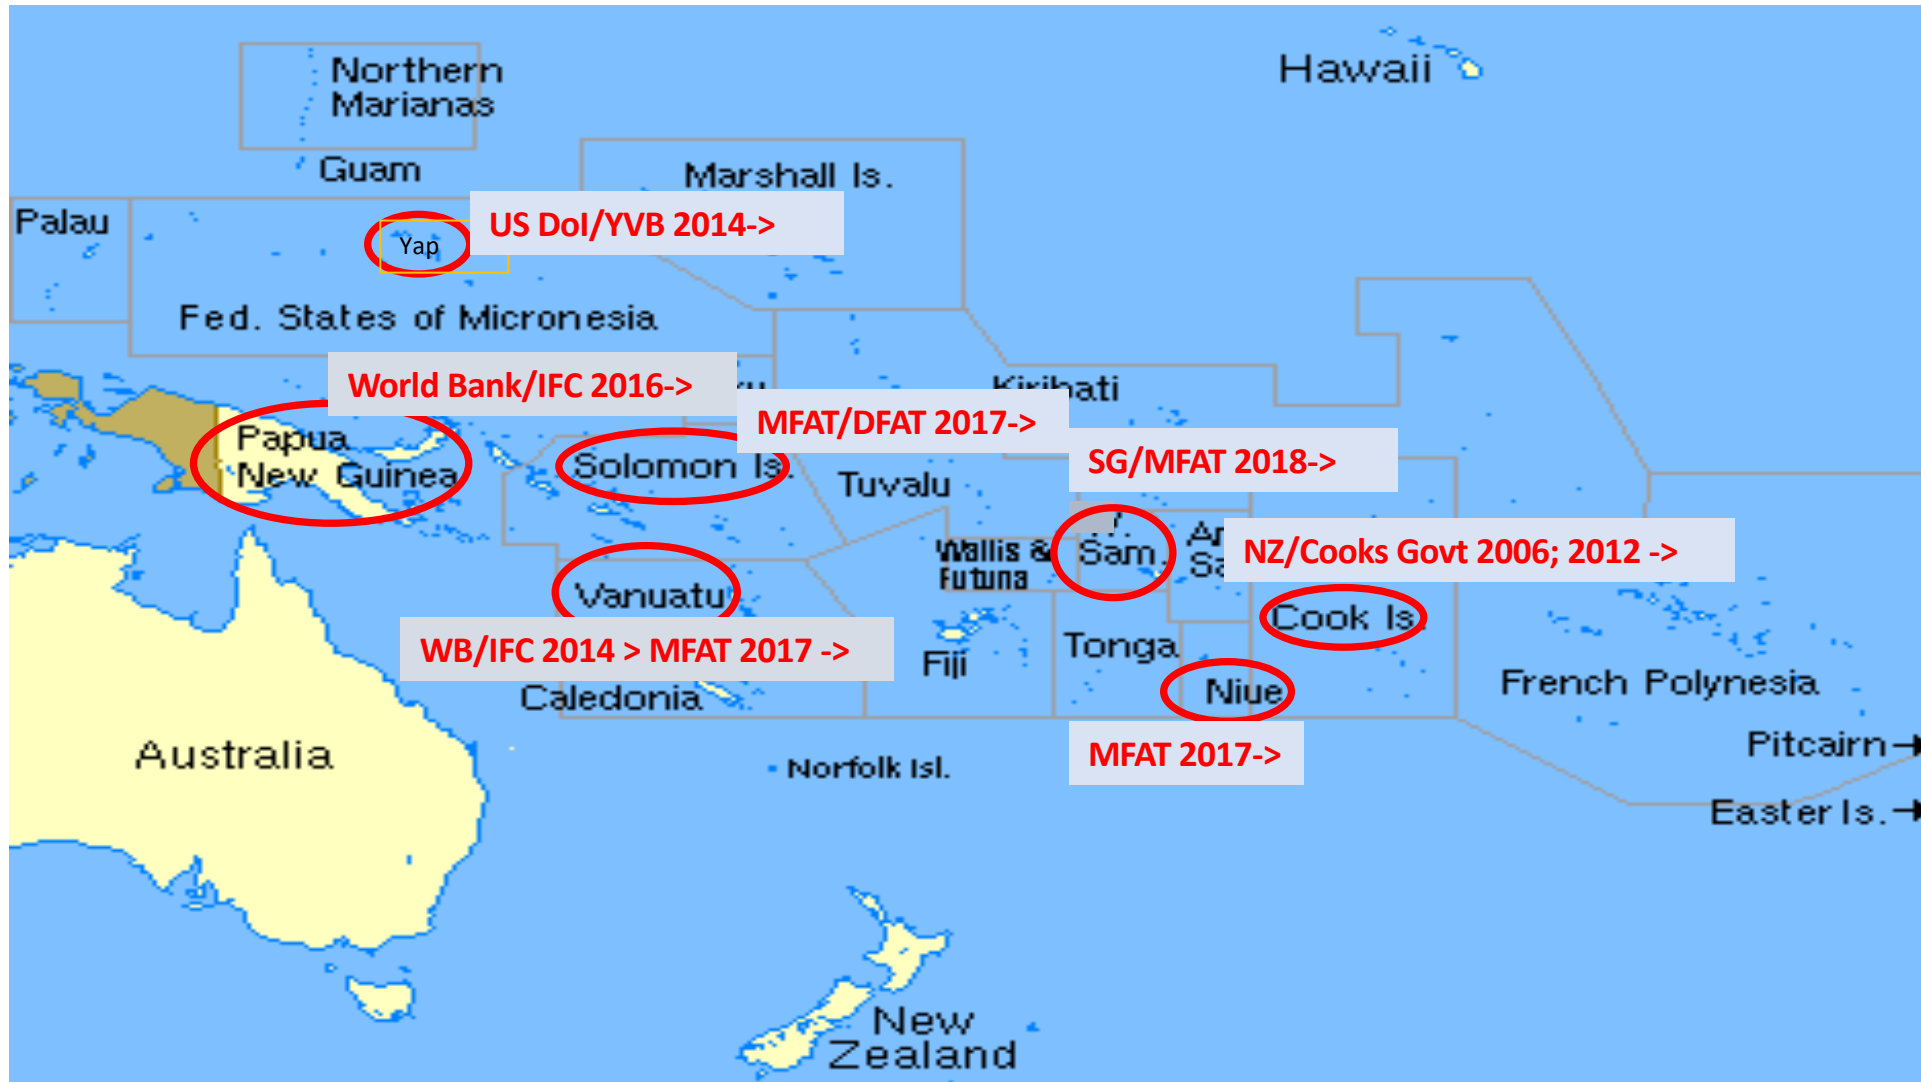 Hawaii
Northern
Marianas
Guam
Marshall Is.
Palau
US DoI/YVB 2014->
Yap
Fed. States of Micronesia
World Bank/IFC 2016->
Kiribati
MFAT/DFAT 2017->
Papua
New Guinea
Solomon Is.
SG/MFAT 2018->
Tuvalu
Wallis &
Futuna
Sam.
NZ/Cooks Govt 2006; 2012 ->
Vanuatu
Cook Is.
WB/IFC 2014 > MFAT 2017 ->
Fiji
Tonga
Niue
French Polynesia
Caledonia
MFAT 2017->
Australia
Norfolk Isl.
Pitcairn
Easter Is.
New
Zealand